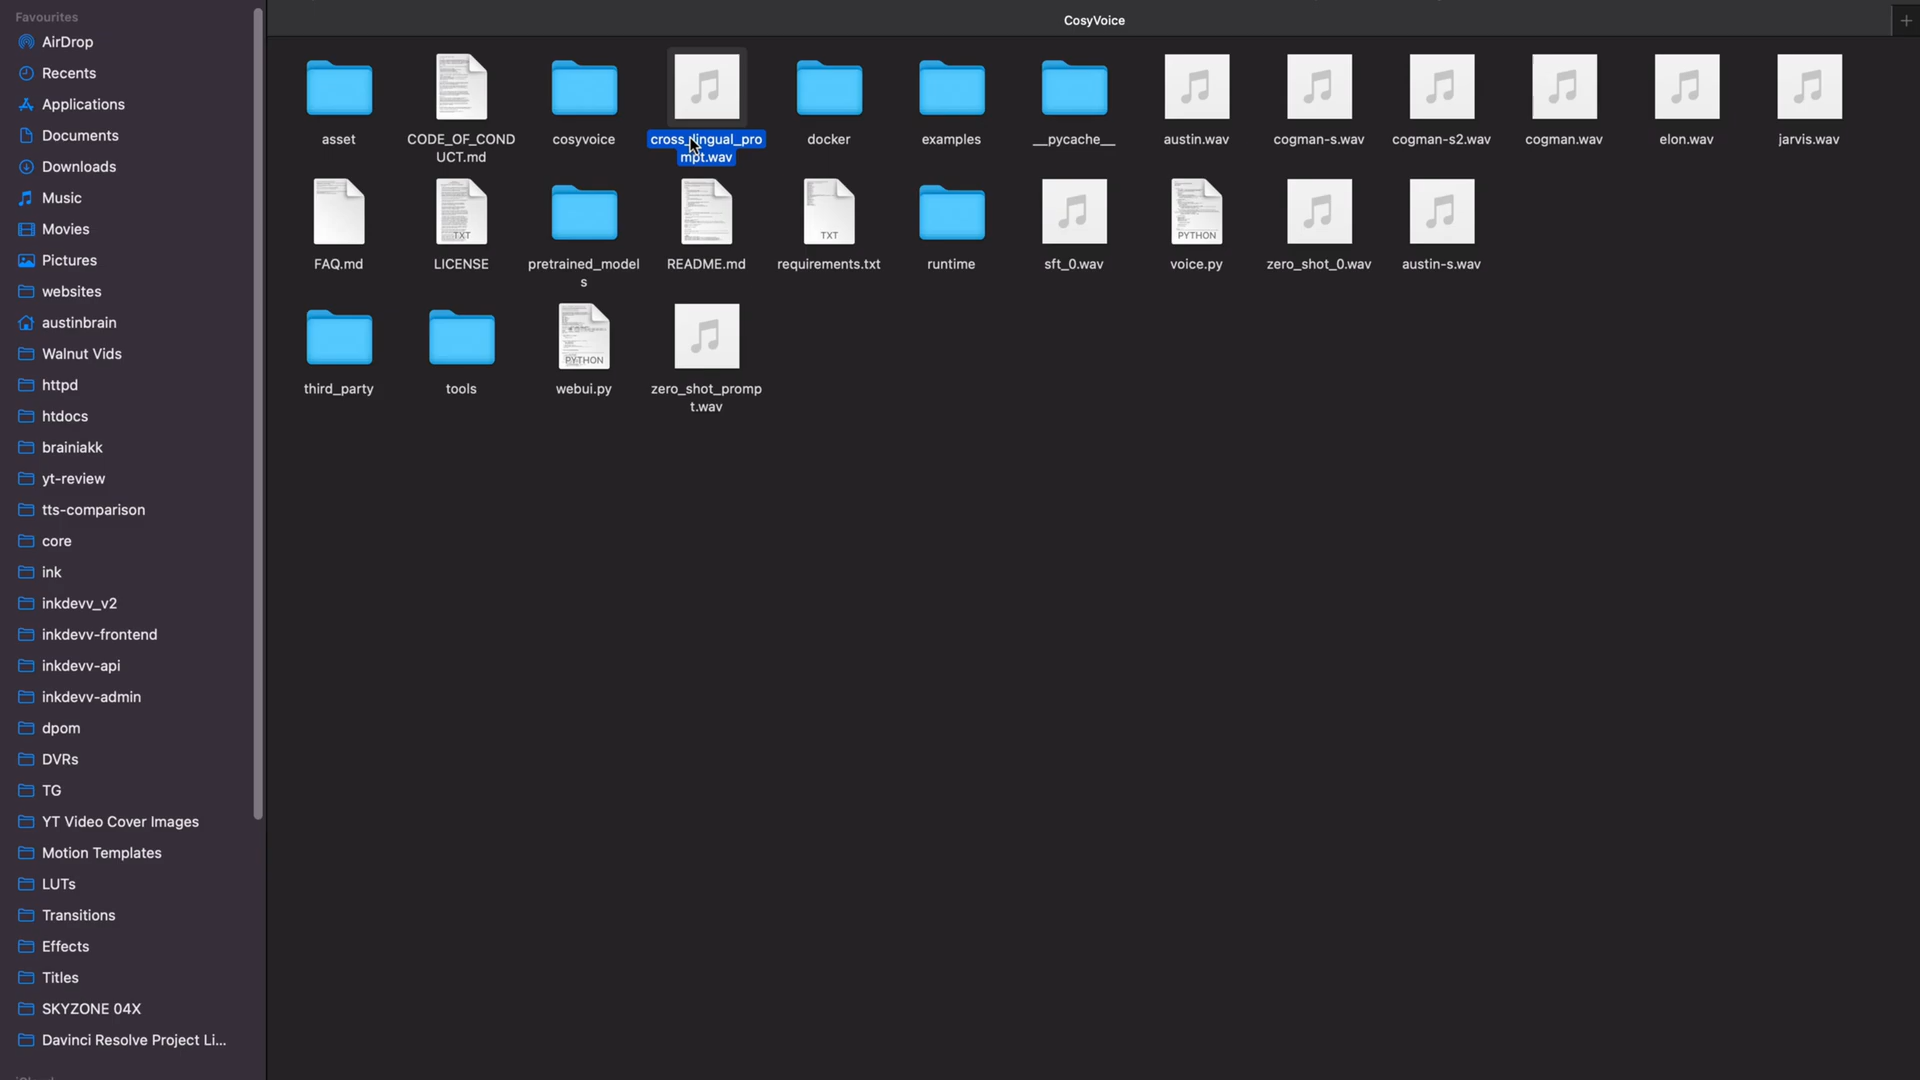 Favourites
AirDrop
Recents
Applications
Documents
Downloads
Music
Movies
Pictures
websites
austinbrain
Walnut Vids
httpd
htdocs
brainiakk
yt-review
tts-comparison
core
ink
inkdevv_v2
inkdevv-frontend
inkdevv-api
inkdevv-admin
dpom
DVRs
TG
YT Video Cover Images
Motion Templates
LUTs
Transitions
Effects
Titles
SKYZONE 04X
Davinci Resolve Project Li...
CosyVoice
asset
CODE_OF_COND
UCT.md
cosyvoice
cross_lingual_pro
mpt.wav
docker
examples
__pycache__
austin.wav
cogman-s.wav
cogman-s2.wav
cogman.wav
elon.wav
jarvis.wav
FAQ.md
TXT
LICENSE
pretrained_model
s
README.md
TXT
requirements.txt
runtime
sft_0.wav
PYTHON
voice.py
zero_shot_0.wav
austin-s.wav
third_party
tools
PYTHON
webui.py
zero_shot_promp
t.wav